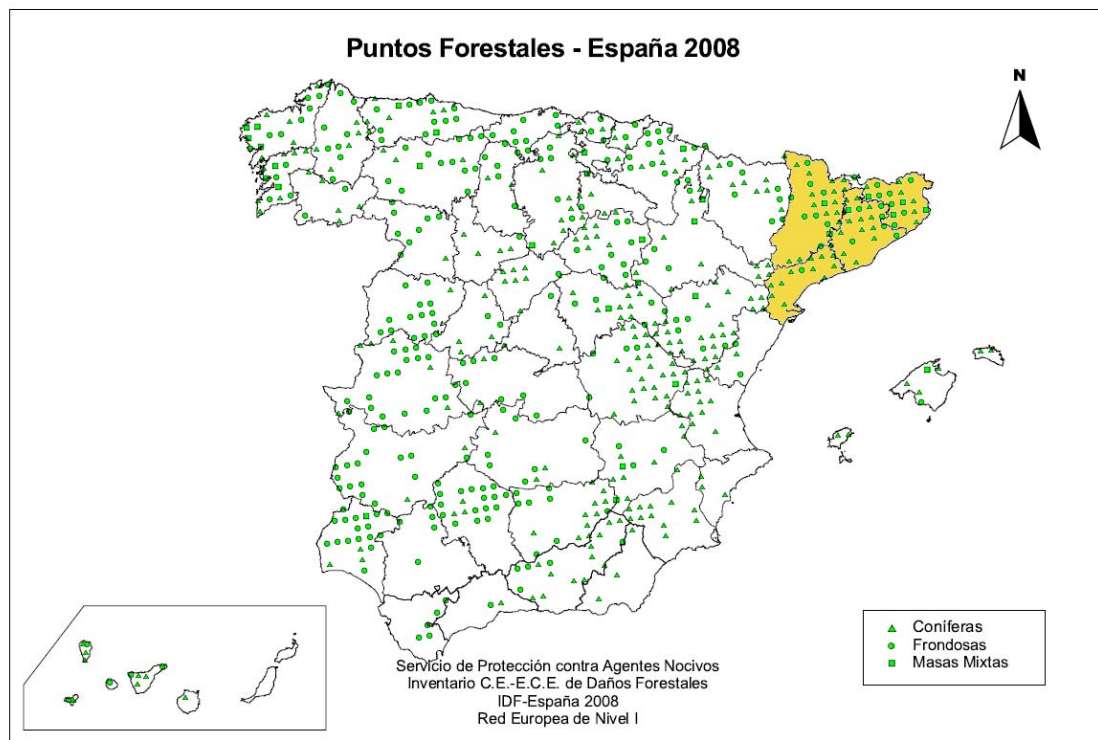 Puntos Forestales - España 2008
N
Coníferas
Frondosas
Masas Mixtas
Servicio de Protección contra Agentes Nocivos
Inventario C.E.-E.C.E. de Daños Forestales
IDF-España 2008
Red Europea de Nivel I